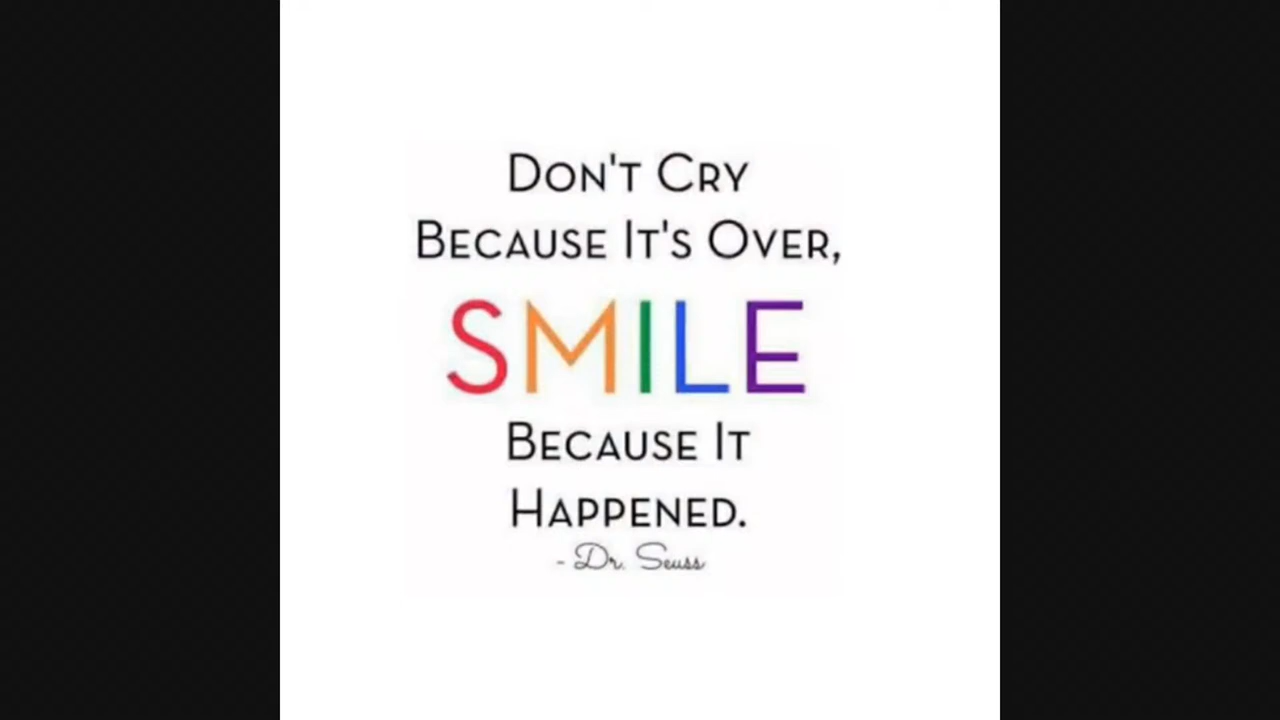 Don't Cry
Because It's Over,
SMILE
Because It
Happened.
- Dr. Seuss